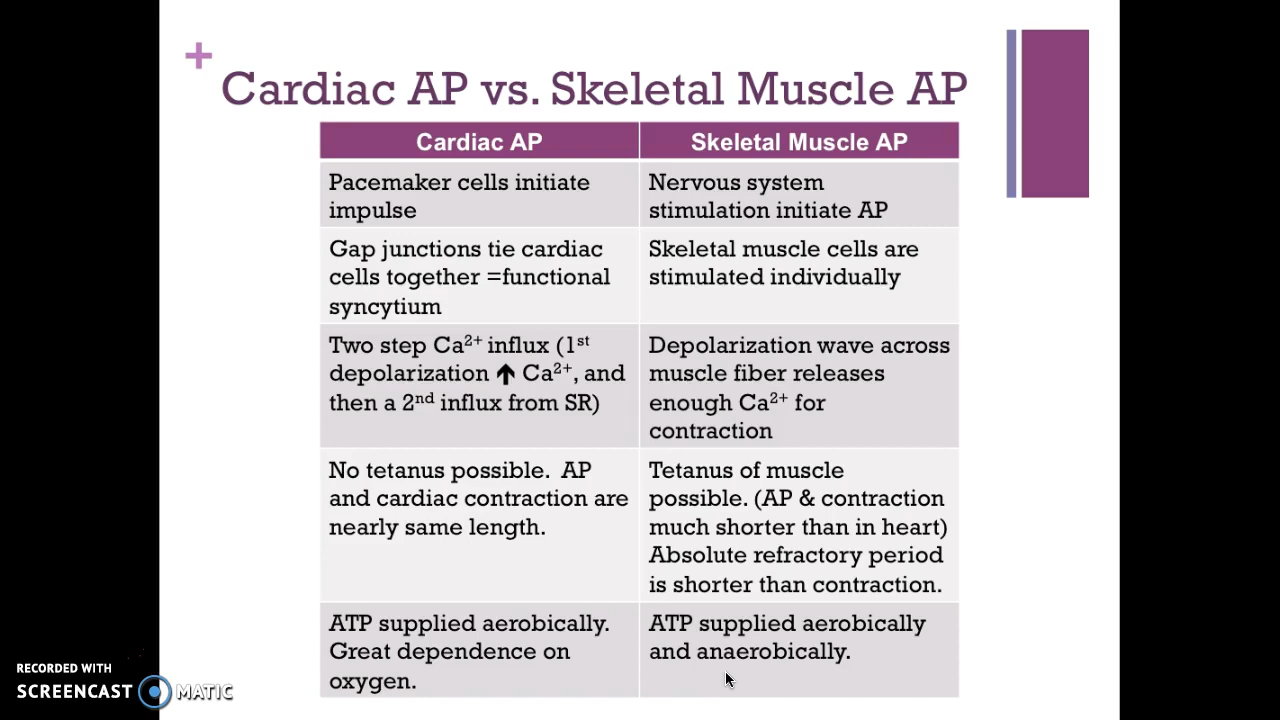 +
Cardiac AP vs. Skeletal Muscle AP
Cardiac AP
Skeletal Muscle AP
Pacemaker cells initiate
impulse
Nervous system
stimulation initiate AP
Gap junctions tie cardiac
cells together =functional
syncytium
Skeletal muscle cells are
stimulated individually
Two step Ca²⁺ influx (1ˢᵗ
depolarization ↑ Ca²⁺, and
then a 2ⁿᵈ influx from SR)
Depolarization wave across
muscle fiber releases
enough Ca²⁺ for
contraction
No tetanus possible.  AP
and cardiac contraction are
nearly same length.
Tetanus of muscle
possible. (AP & contraction
much shorter than in heart)
Absolute refractory period
is shorter than contraction.
ATP supplied aerobically.
Great dependence on
oxygen.
ATP supplied aerobically
and anaerobically.
RECORDED WITH
SCREENCAST MATIC